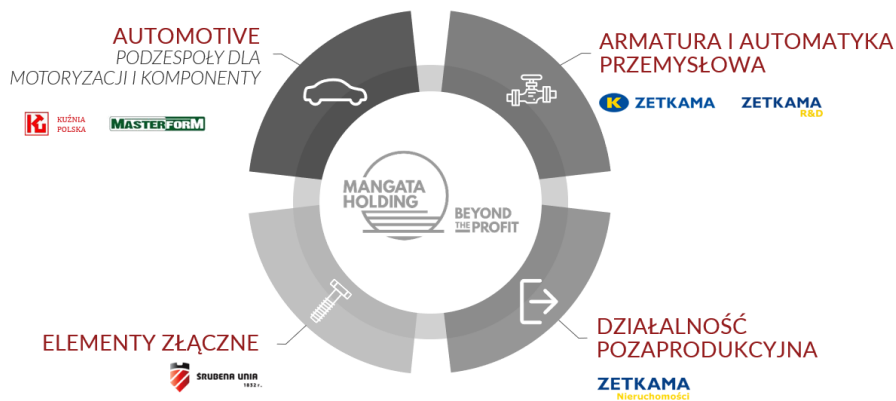 AUTOMOTIVE
PODZESPOŁY DLA
MOTORYZACJI I KOMPONENTY
KUŹNIA
POLSKA
MASTERFORM
ARMATURA I AUTOMATYKA
PRZEMYSŁOWA
K ZETKAMA
ZETKAMA
R&D
MANGATA
HOLDING
BEYOND
THE PROFIT
ELEMENTY ZŁĄCZNE
ŚRUBENA UNIA
1832 r.
DZIAŁALNOŚĆ
POZAPRODUKCYJNA
ZETKAMA
Nieruchomości